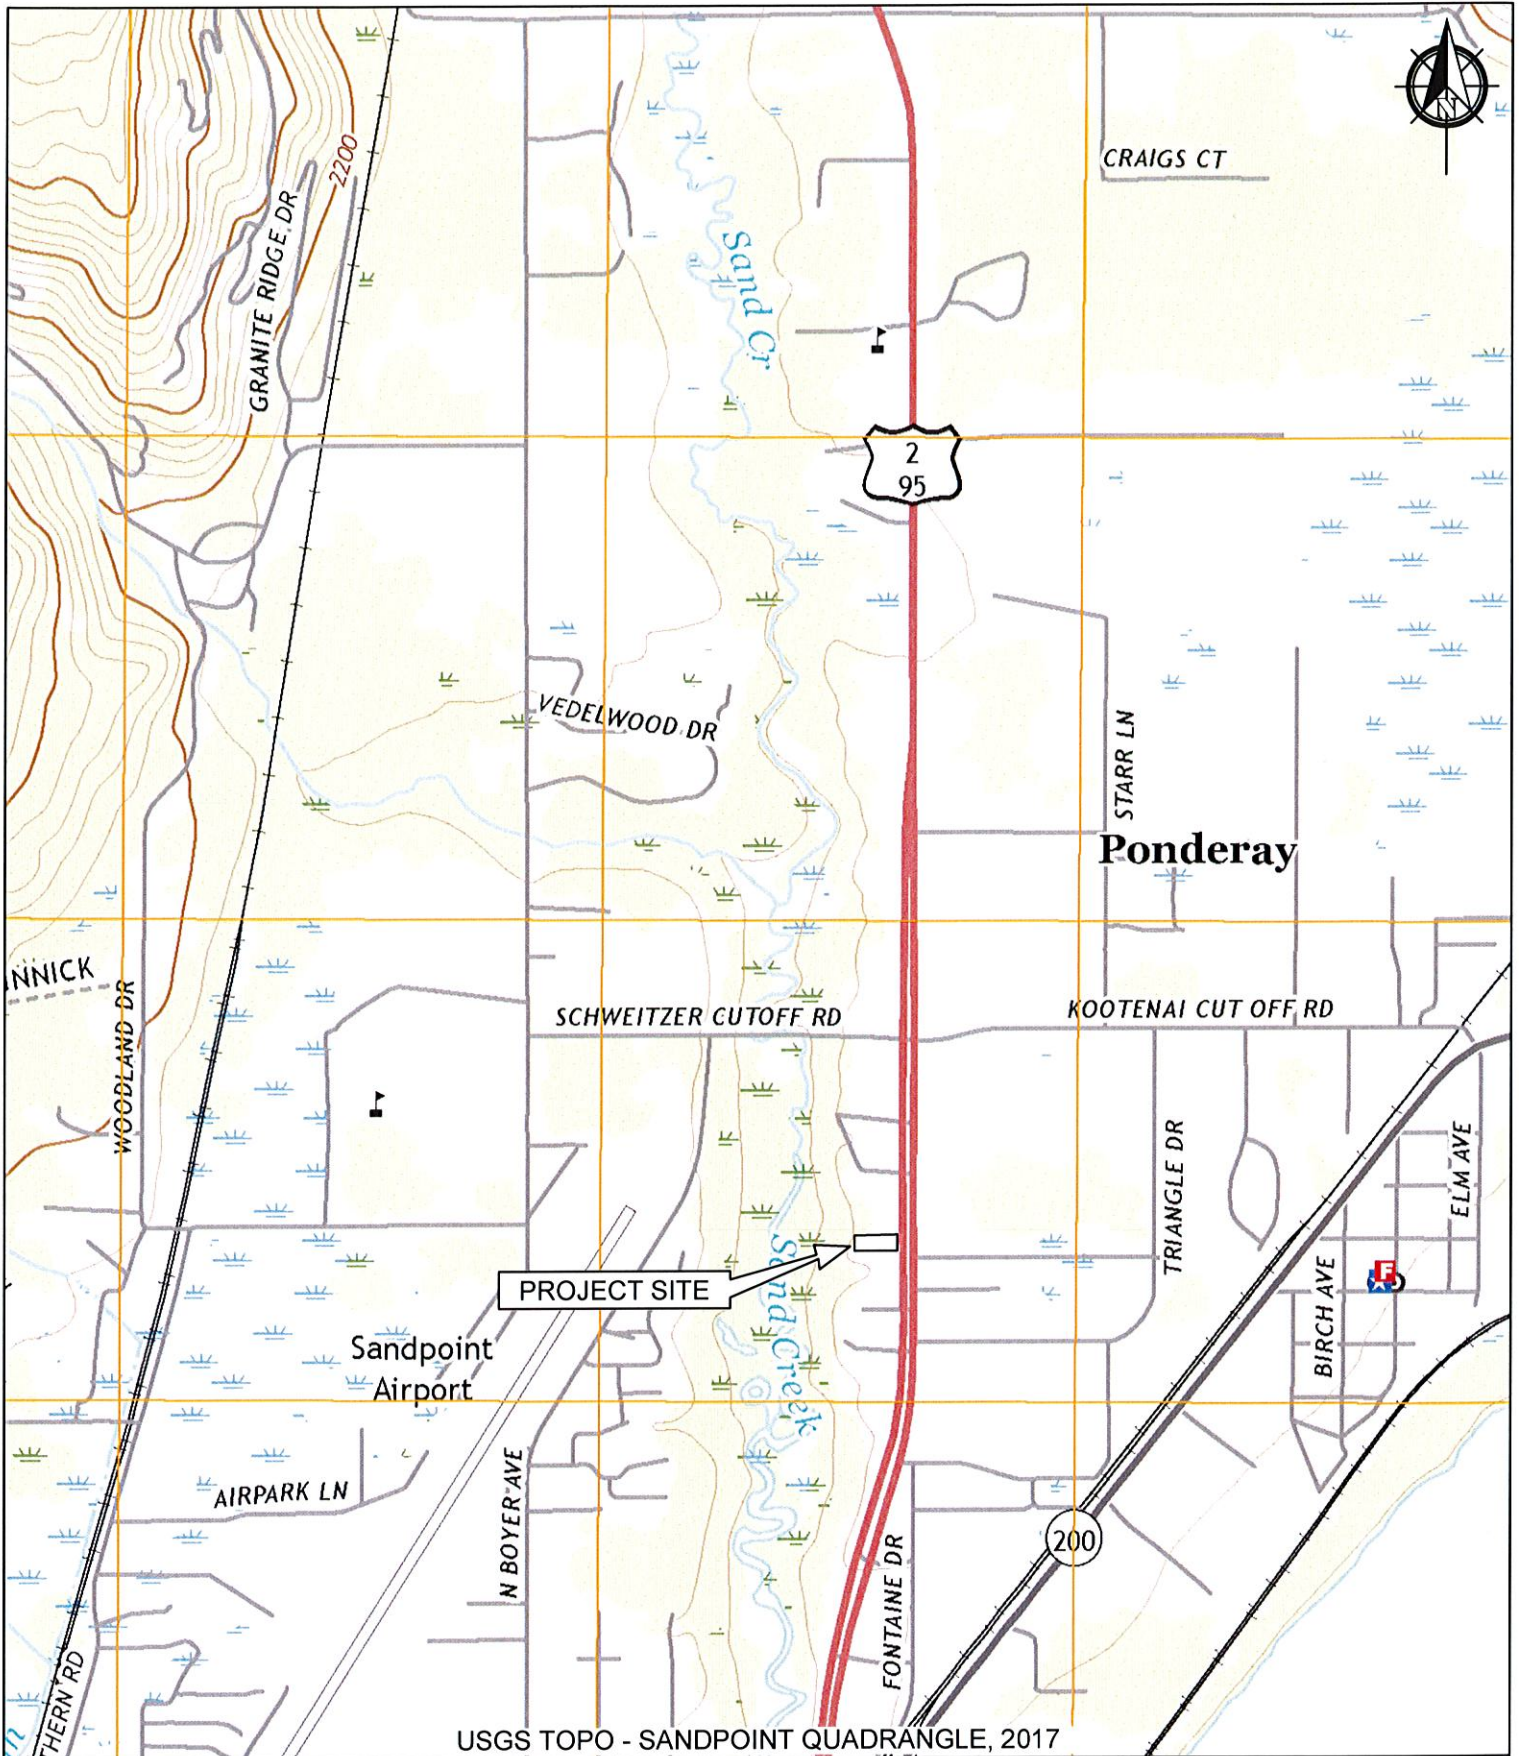 N
CRAIGS CT
2200
GRANITE RIDGE DR
Sand Cr
2
95
VEDELWOOD DR
STARR LN
Ponderay
INNICK
WOODLAND DR
SCHWEITZER CUTOFF RD
KOOTENAI CUT OFF RD
TRIANGLE DR
ELM AVE
PROJECT SITE
Sand Creek
F
BIRCH AVE
Sandpoint
Airport
AIRPARK LN
N BOYER AVE
200
FONTAINE DR
THERN RD
USGS TOPO - SANDPOINT QUADRANGLE, 2017